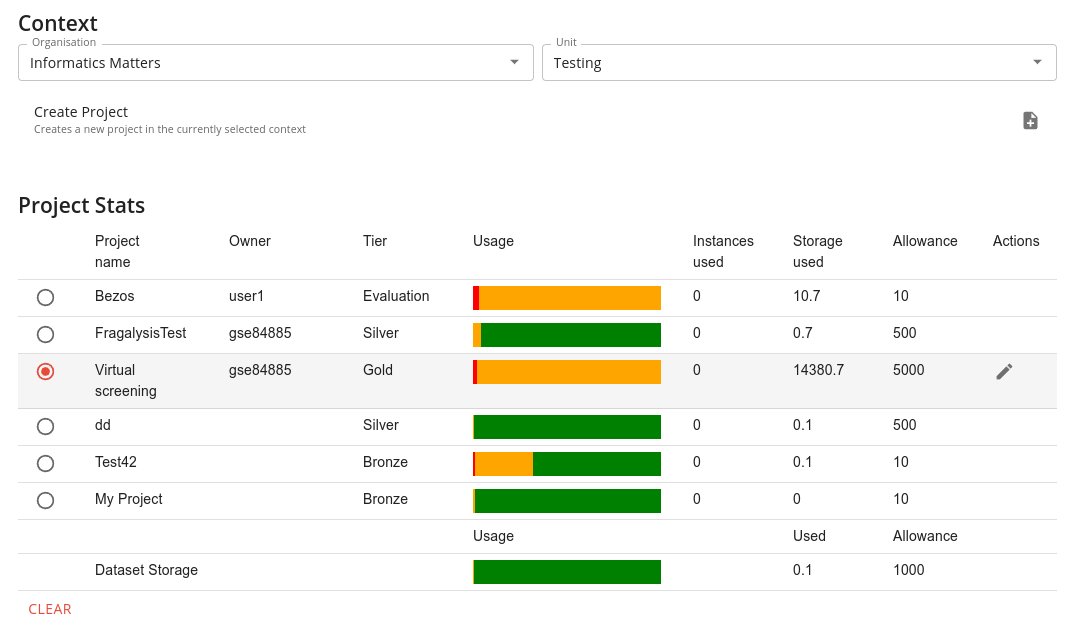 Context
Organisation Unit
Informatics Matters Testing
Create Project
Creates a new project in the currently selected context
Project Stats
Project name Owner Tier Usage Instances used Storage used Allowance Actions
Bezos user1 Evaluation 0 10.7 10
FragalysisTest gse84885 Silver 0 0.7 500
Virtual screening gse84885 Gold 0 14380.7 5000
dd Silver 0 0.1 500
Test42 Bronze 0 0.1 10
My Project Bronze 0 0 10
Usage Used Allowance
Dataset Storage 0.1 1000
CLEAR